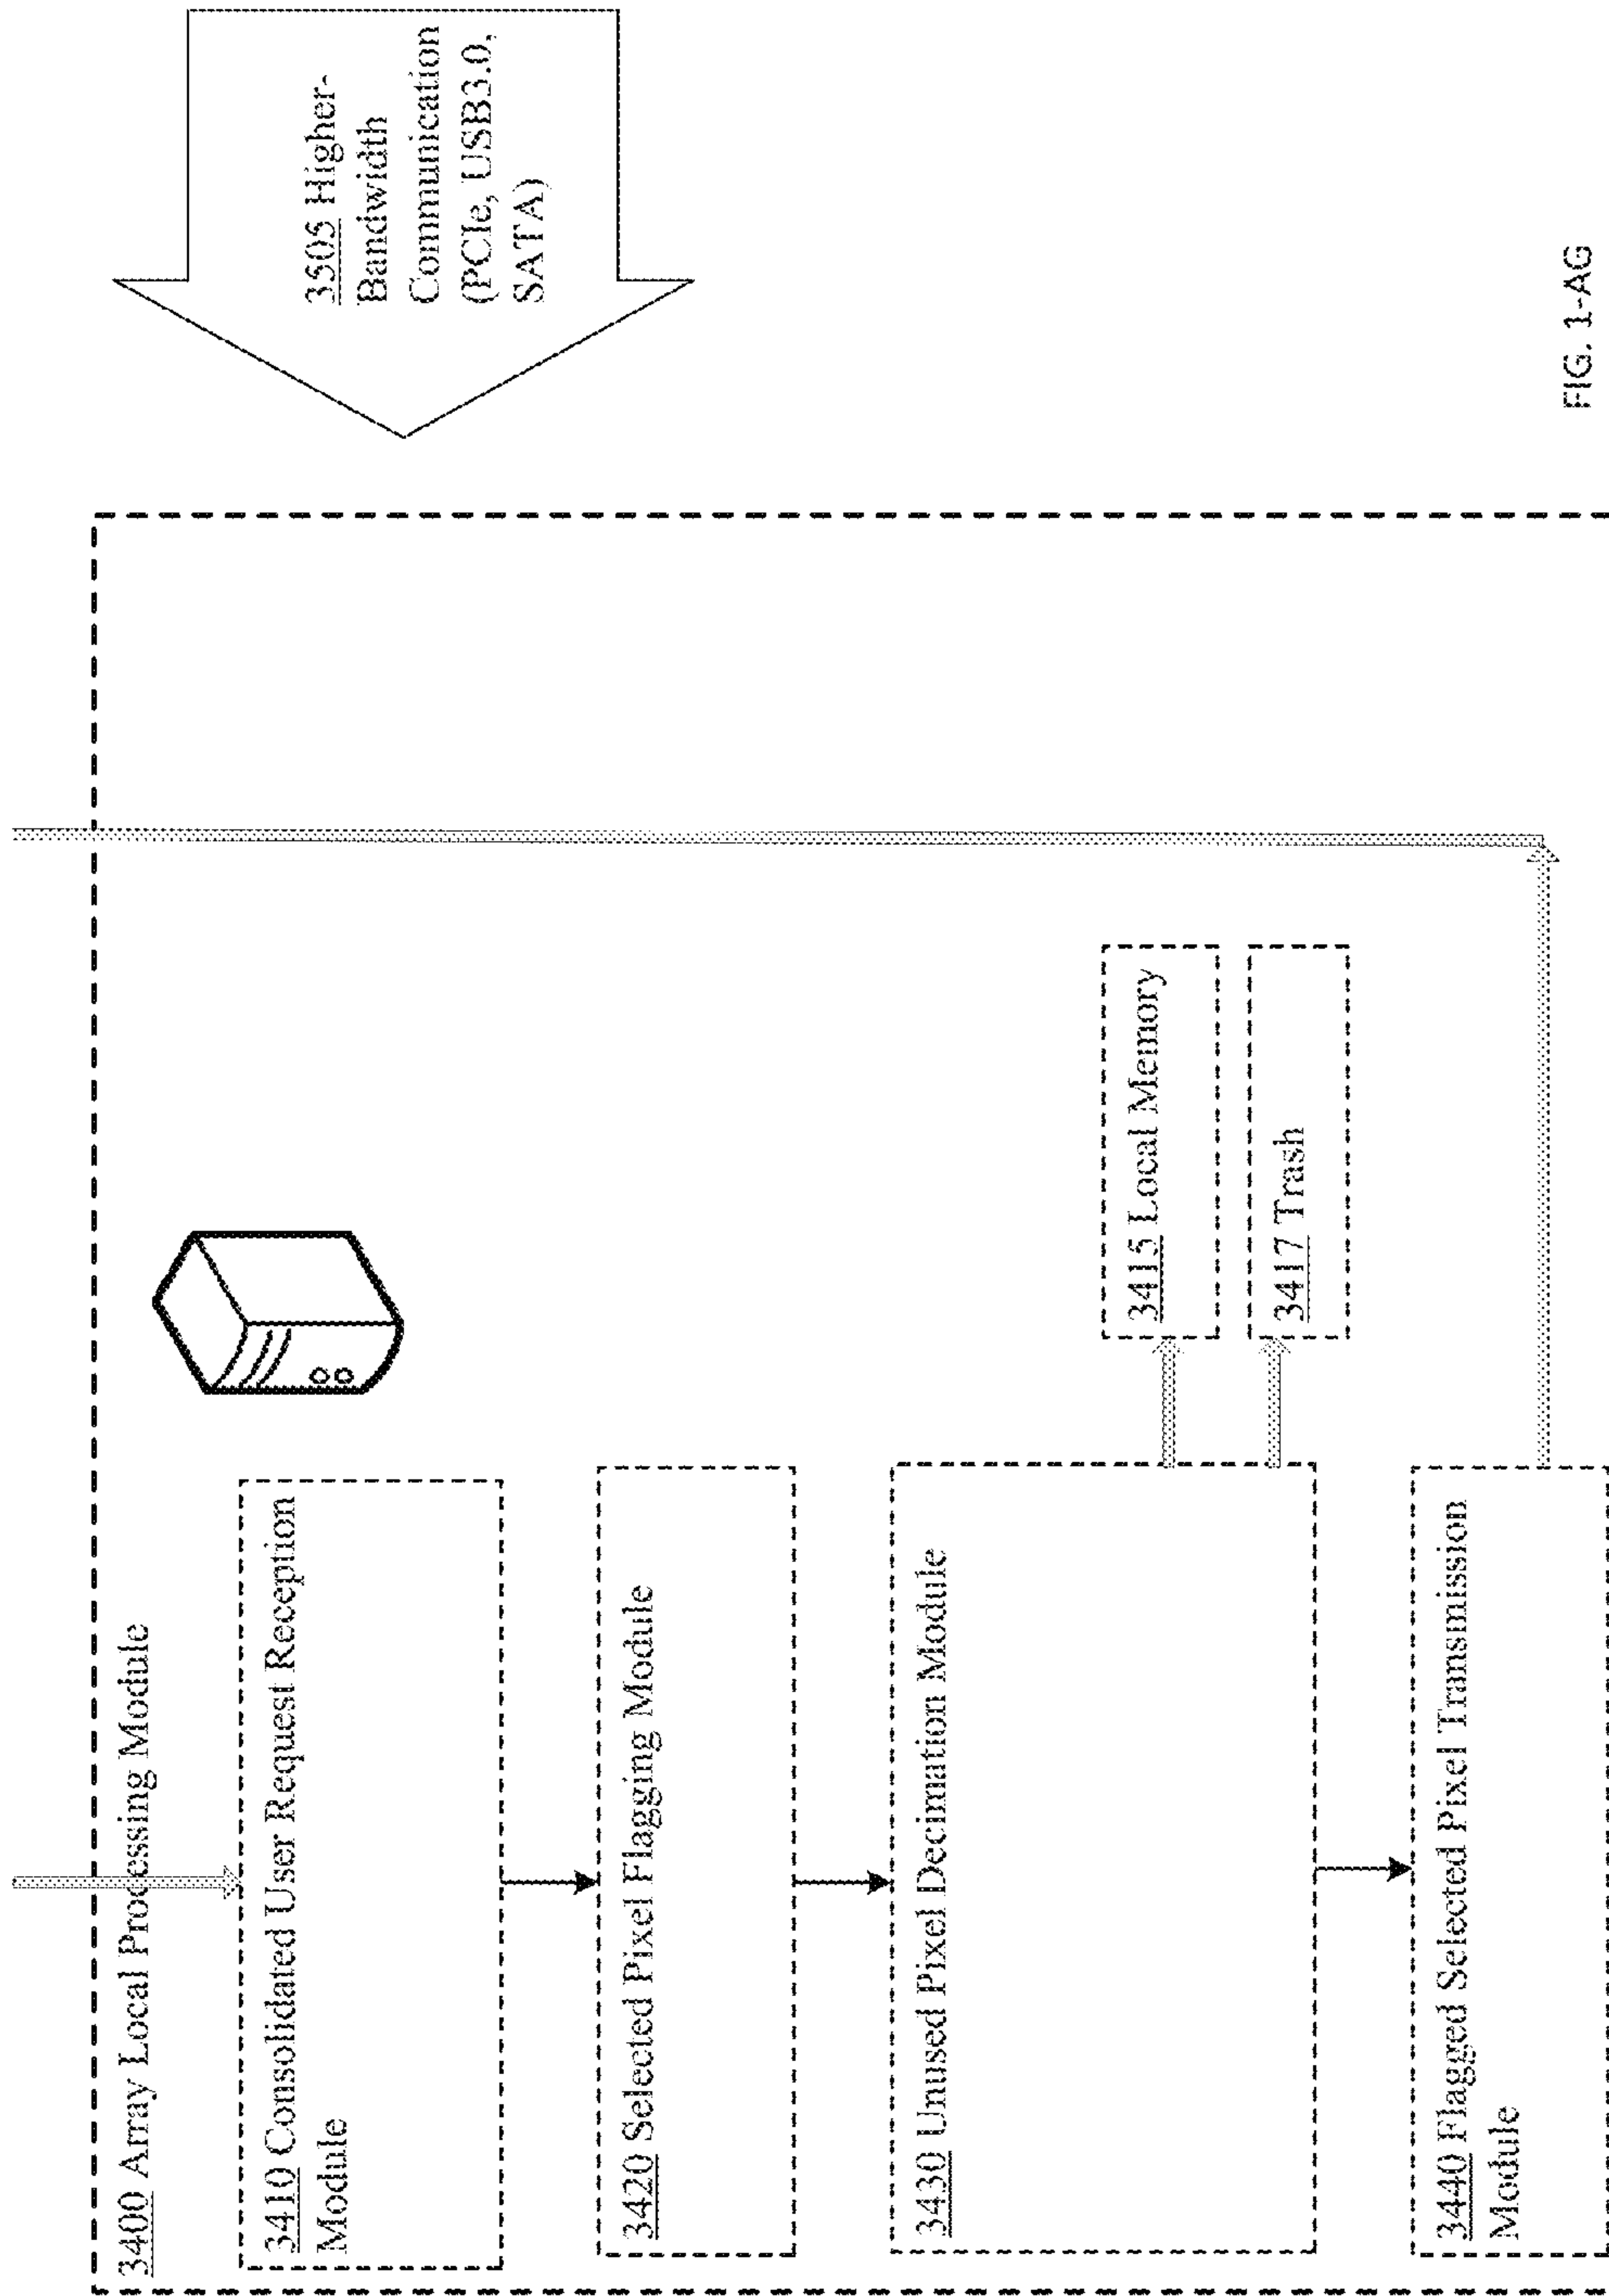 3400 Array Local Processing Module
3410 Consolidated User Request Reception
Module
3420 Selected Pixel Flagging Module
3430 Unused Pixel Decimation Module
3415 Local Memory
3417 Trash
3440 Flagged Selected Pixel Transmission
Module
3505 Higher-
Bandwidth
Communication
(PCIe, USB3.0,
SATA)
FIG. 1-AG